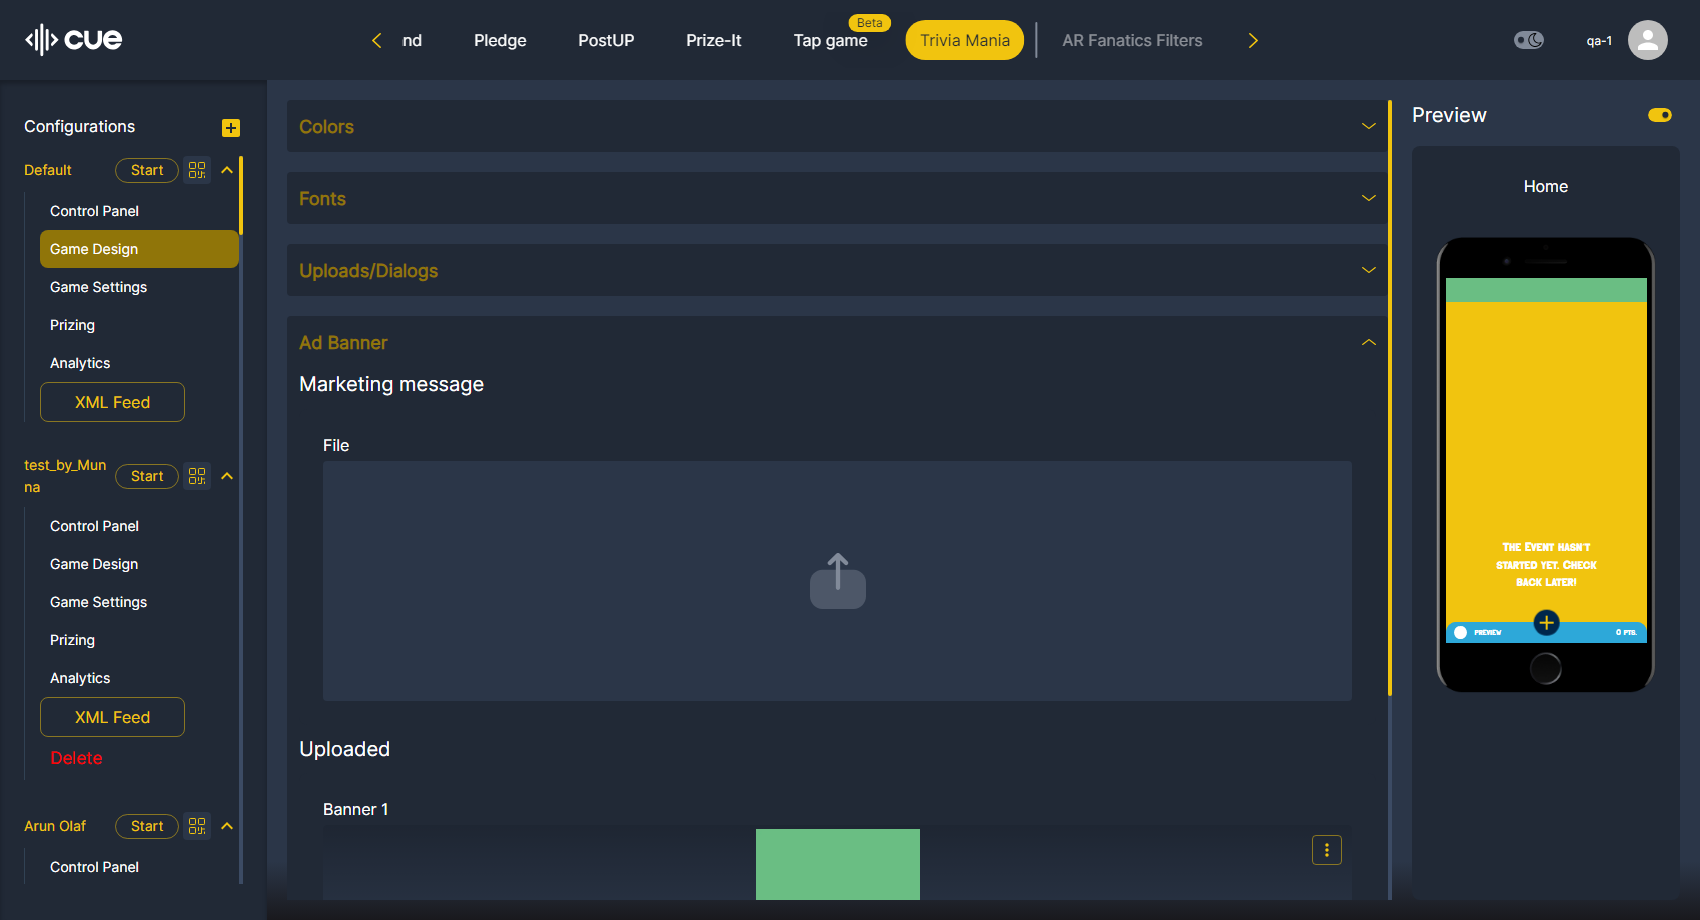 cue
nd
Pledge
PostUP
Prize-It
Tap game
Beta
Trivia Mania
AR Fanatics Filters
qa-1
Configurations
Default
Start
Control Panel
Game Design
Game Settings
Prizing
Analytics
XML Feed
test_by_Mun
na
Start
Control Panel
Game Design
Game Settings
Prizing
Analytics
XML Feed
Delete
Arun Olaf
Start
Control Panel
Colors
Fonts
Uploads/Dialogs
Ad Banner
Marketing message
File
Uploaded
Banner 1
Preview
Home
The Event hasn't
started yet. Check
back later!
PREVIEW
0 PTS.